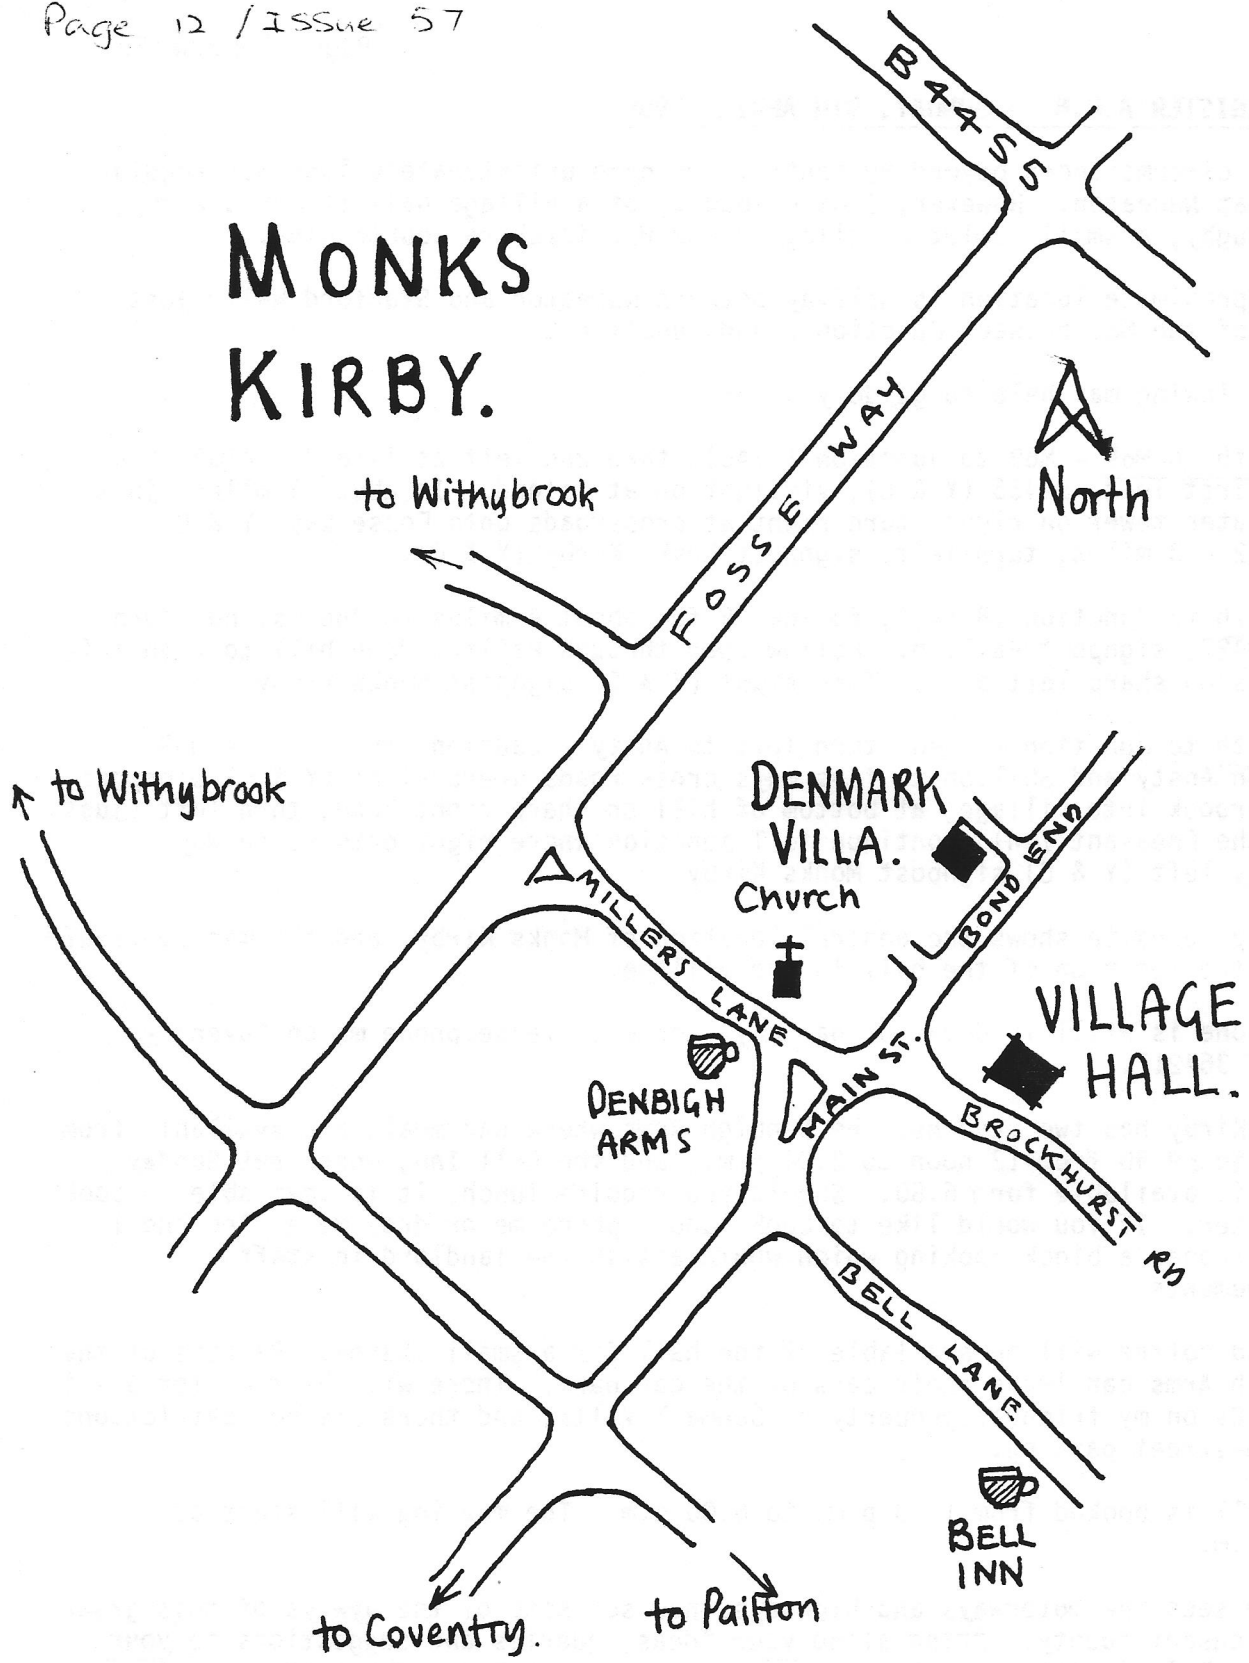 Page 12 / ISSue 57
B4455
MONKS
KIRBY.
FOSSE WAY
North
to Withybrook
to Withybrook
DENMARK
VILLA.
BOND END
Church
MILLERS LANE
VILLAGE
HALL.
MAIN ST.
DENBIGH
ARMS
BROCKHURST RD
BELL LANE
BELL
INN
to Coventry.
to Pailton